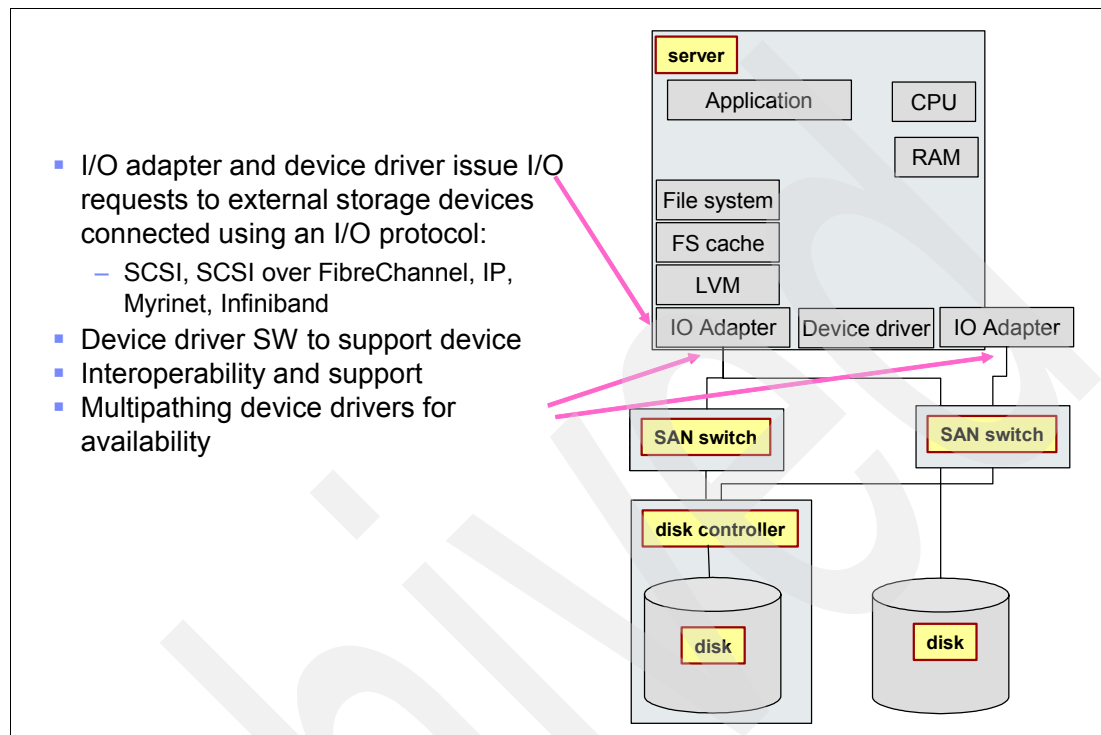 ▪ I/O adapter and device driver issue I/O
requests to external storage devices
connected using an I/O protocol:
– SCSI, SCSI over FibreChannel, IP,
Myrinet, Infiniband
▪ Device driver SW to support device
▪ Interoperability and support
▪ Multipathing device drivers for
availability
server
Application
CPU
RAM
File system
FS cache
LVM
IO Adapter
Device driver
IO Adapter
SAN switch
SAN switch
disk controller
disk
disk